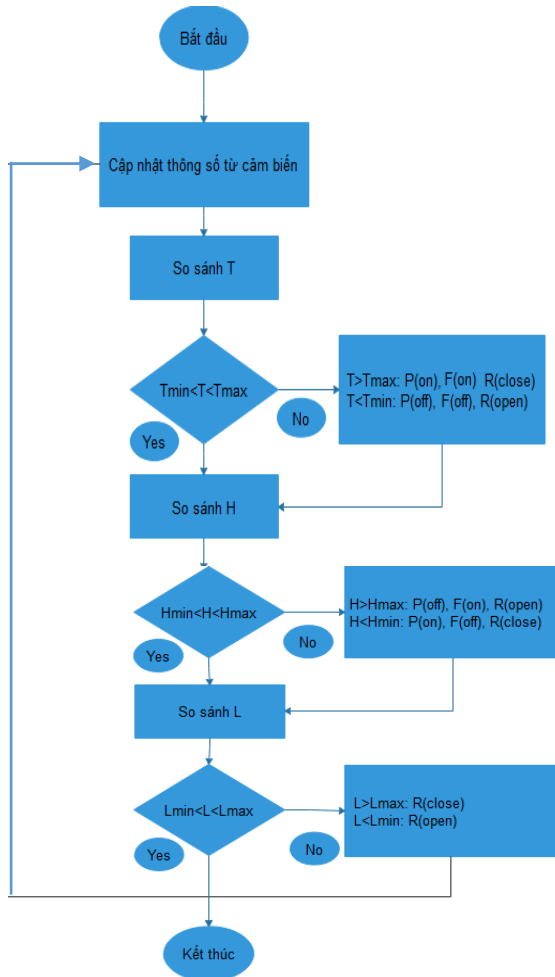 Bắt đầu
Cập nhật thông số từ cảm biến
So sánh T
Tmin<T<Tmax
T>Tmax: P(on), F(on) R(close)
T<Tmin: P(off), F(off), R(open)
No
Yes
So sánh H
Hmin<H<Hmax
H>Hmax: P(off), F(on), R(open)
H<Hmin: P(on), F(off), R(close)
No
Yes
So sánh L
Lmin<L<Lmax
L>Lmax: R(close)
L<Lmin: R(open)
No
Yes
Kết thúc